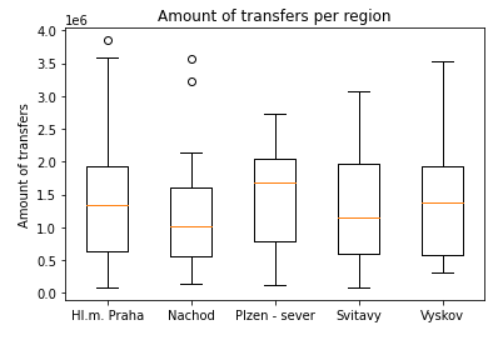 Amount of transfers per region
1e6
4.0
3.5
3.0
2.5
2.0
1.5
1.0
0.5
0.0
Amount of transfers
Hl.m. Praha Nachod Plzen - sever Svitavy Vyskov